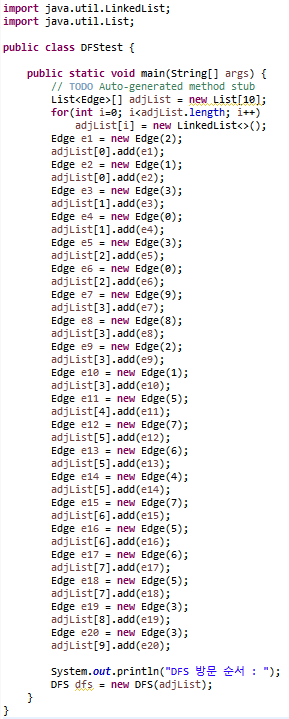 import java.util.LinkedList;
import java.util.List;
public class DFStest {
public static void main(String[] args) {
// TODO Auto-generated method stub
List<Edge>[] adjList = new List[10];
for(int i=0; i<adjList.length; i++)
adjList[i] = new LinkedList<>();
Edge e1 = new Edge(2);
adjList[0].add(e1);
Edge e2 = new Edge(1);
adjList[0].add(e2);
Edge e3 = new Edge(3);
adjList[1].add(e3);
Edge e4 = new Edge(0);
adjList[1].add(e4);
Edge e5 = new Edge(3);
adjList[2].add(e5);
Edge e6 = new Edge(0);
adjList[2].add(e6);
Edge e7 = new Edge(9);
adjList[3].add(e7);
Edge e8 = new Edge(8);
adjList[3].add(e8);
Edge e9 = new Edge(2);
adjList[3].add(e9);
Edge e10 = new Edge(1);
adjList[3].add(e10);
Edge e11 = new Edge(5);
adjList[4].add(e11);
Edge e12 = new Edge(7);
adjList[5].add(e12);
Edge e13 = new Edge(6);
adjList[5].add(e13);
Edge e14 = new Edge(4);
adjList[5].add(e14);
Edge e15 = new Edge(7);
adjList[6].add(e15);
Edge e16 = new Edge(5);
adjList[6].add(e16);
Edge e17 = new Edge(6);
adjList[7].add(e17);
Edge e18 = new Edge(5);
adjList[7].add(e18);
Edge e19 = new Edge(3);
adjList[8].add(e19);
Edge e20 = new Edge(3);
adjList[9].add(e20);
System.out.println("DFS 방문 순서 : ");
DFS dfs = new DFS(adjList);
}
}